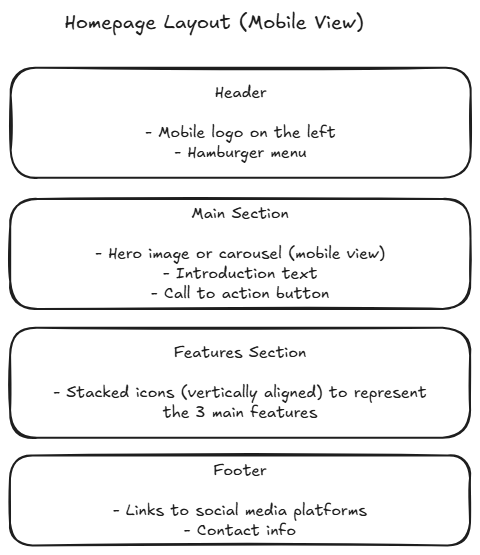 Homepage Layout (Mobile View)
Header
- Mobile logo on the left
- Hamburger menu
Main Section
- Hero image or carousel (mobile view)
- Introduction text
- Call to action button
Features Section
- Stacked icons (vertically aligned) to represent
the 3 main features
Footer
- Links to social media platforms
- Contact info